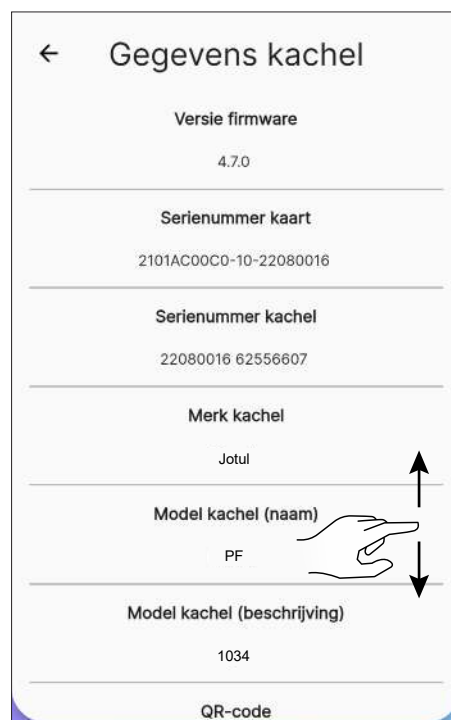 Gegevens kachel
Versie firmware
4.7.0
Serienummer kaart
2101AC00C0-10-22080016
Serienummer kachel
22080016 62556607
Merk kachel
Jotul
Model kachel (naam)
PF
Model kachel (beschrijving)
1034
QR-code